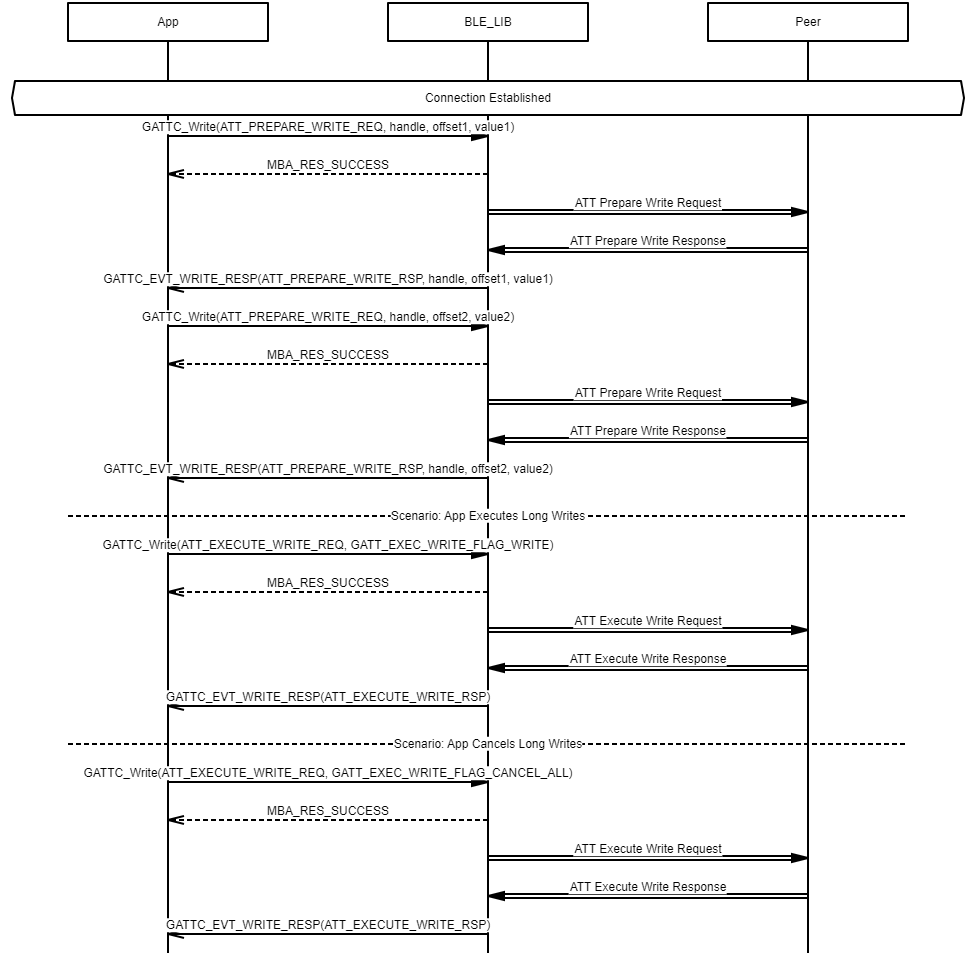 App
BLE_LIB
Peer
Connection Established
GATTC_Write(ATT_PREPARE_WRITE_REQ, handle, offset1, value1)
MBA_RES_SUCCESS
ATT Prepare Write Request
ATT Prepare Write Response
GATTC_EVT_WRITE_RESP(ATT_PREPARE_WRITE_RSP, handle, offset1, value1)
GATTC_Write(ATT_PREPARE_WRITE_REQ, handle, offset2, value2)
MBA_RES_SUCCESS
ATT Prepare Write Request
ATT Prepare Write Response
GATTC_EVT_WRITE_RESP(ATT_PREPARE_WRITE_RSP, handle, offset2, value2)
Scenario: App Executes Long Writes
GATTC_Write(ATT_EXECUTE_WRITE_REQ, GATT_EXEC_WRITE_FLAG_WRITE)
MBA_RES_SUCCESS
ATT Execute Write Request
ATT Execute Write Response
GATTC_EVT_WRITE_RESP(ATT_EXECUTE_WRITE_RSP)
Scenario: App Cancels Long Writes
GATTC_Write(ATT_EXECUTE_WRITE_REQ, GATT_EXEC_WRITE_FLAG_CANCEL_ALL)
MBA_RES_SUCCESS
ATT Execute Write Request
ATT Execute Write Response
GATTC_EVT_WRITE_RESP(ATT_EXECUTE_WRITE_RSP)